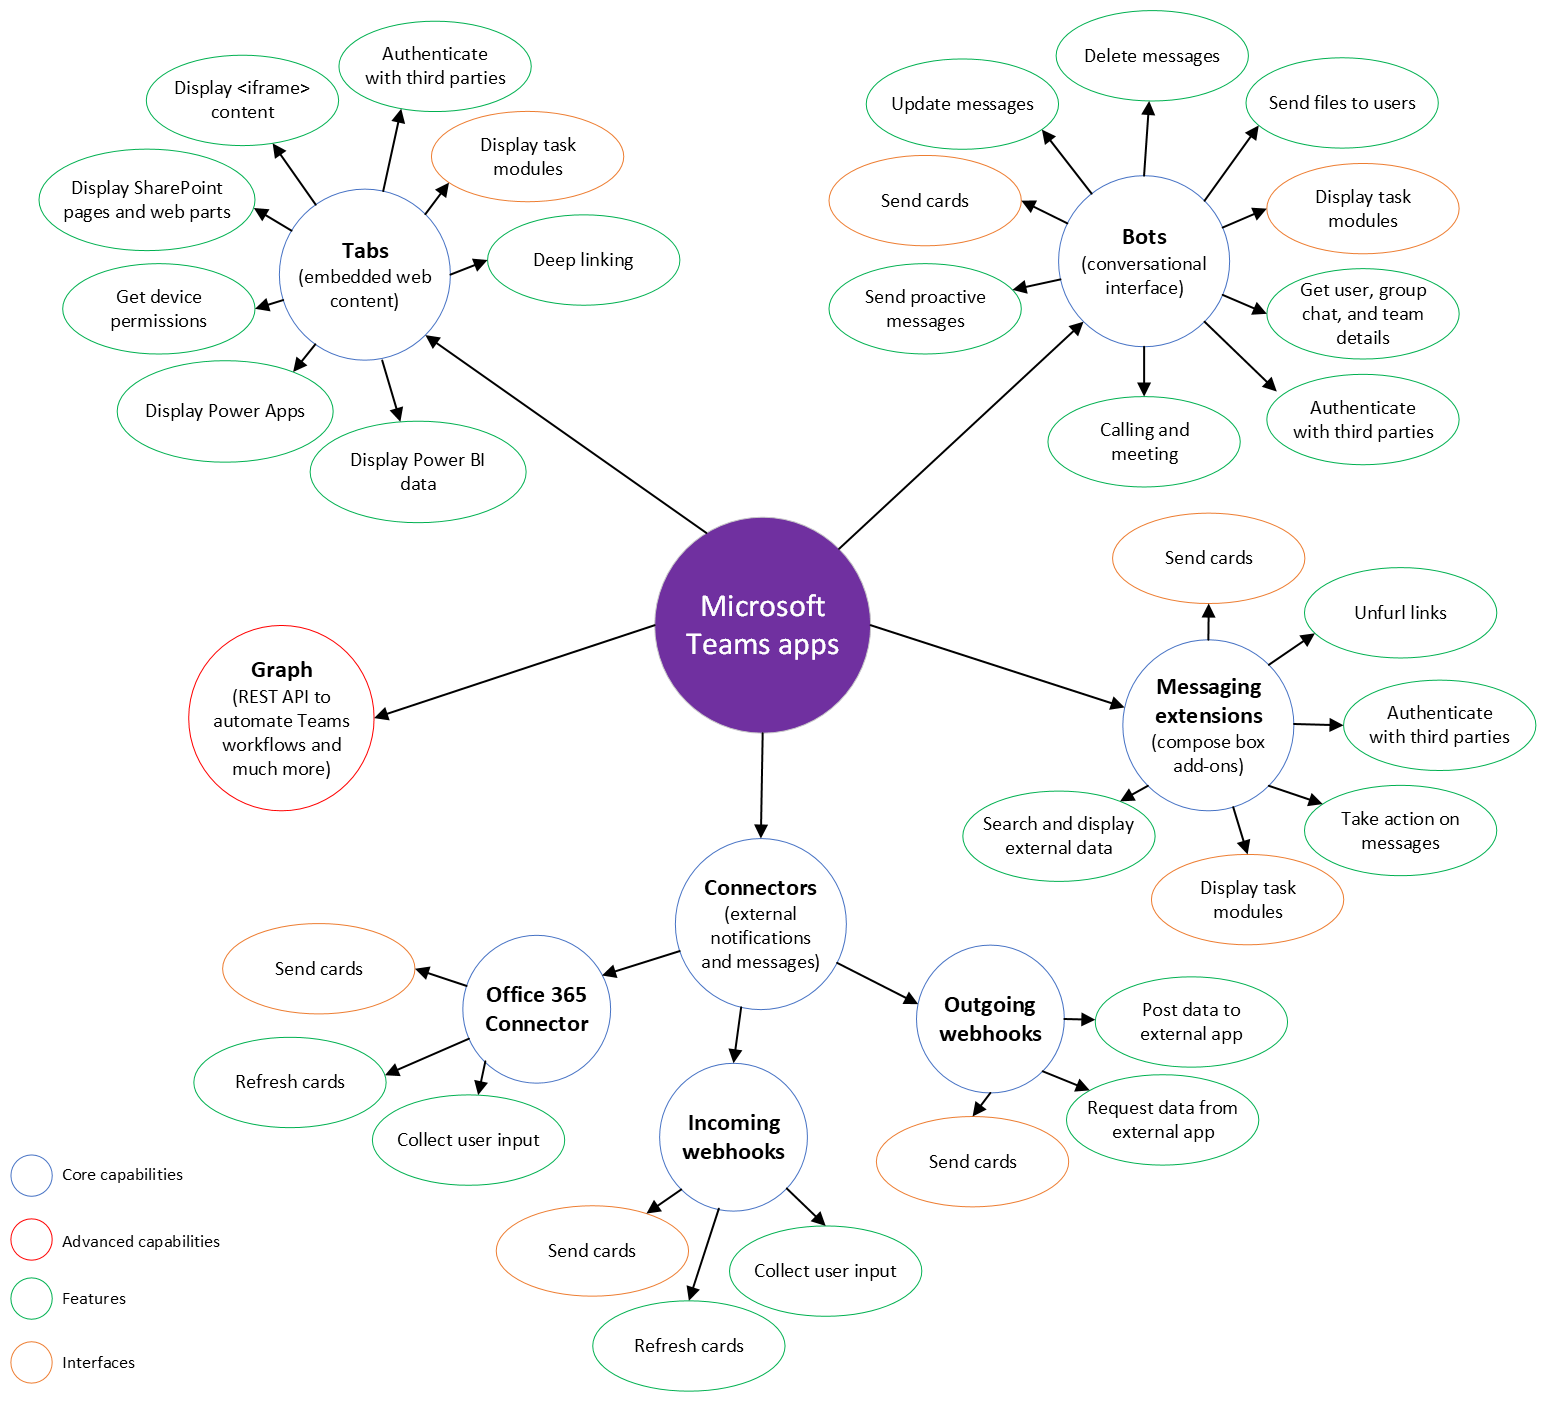 Authenticate
with third parties
Display <iframe>
content
Display task
modules
Display SharePoint
pages and web parts
Tabs
(embedded web
content)
Deep linking
Get device
permissions
Display Power Apps
Display Power BI
data
Delete messages
Update messages
Send files to users
Send cards
Display task
modules
Bots
(conversational
interface)
Send proactive
messages
Get user, group
chat, and team
details
Authenticate
with third parties
Calling and
meeting
Microsoft
Teams apps
Send cards
Unfurl links
Messaging
extensions
(compose box
add-ons)
Authenticate
with third parties
Search and display
external data
Take action on
messages
Display task
modules
Graph
(REST API to
automate Teams
workflows and
much more)
Connectors
(external
notifications
and messages)
Send cards
Office 365
Connector
Refresh cards
Collect user input
Outgoing
webhooks
Post data to
external app
Request data from
external app
Send cards
Incoming
webhooks
Send cards
Collect user input
Refresh cards
Core capabilities
Advanced capabilities
Features
Interfaces